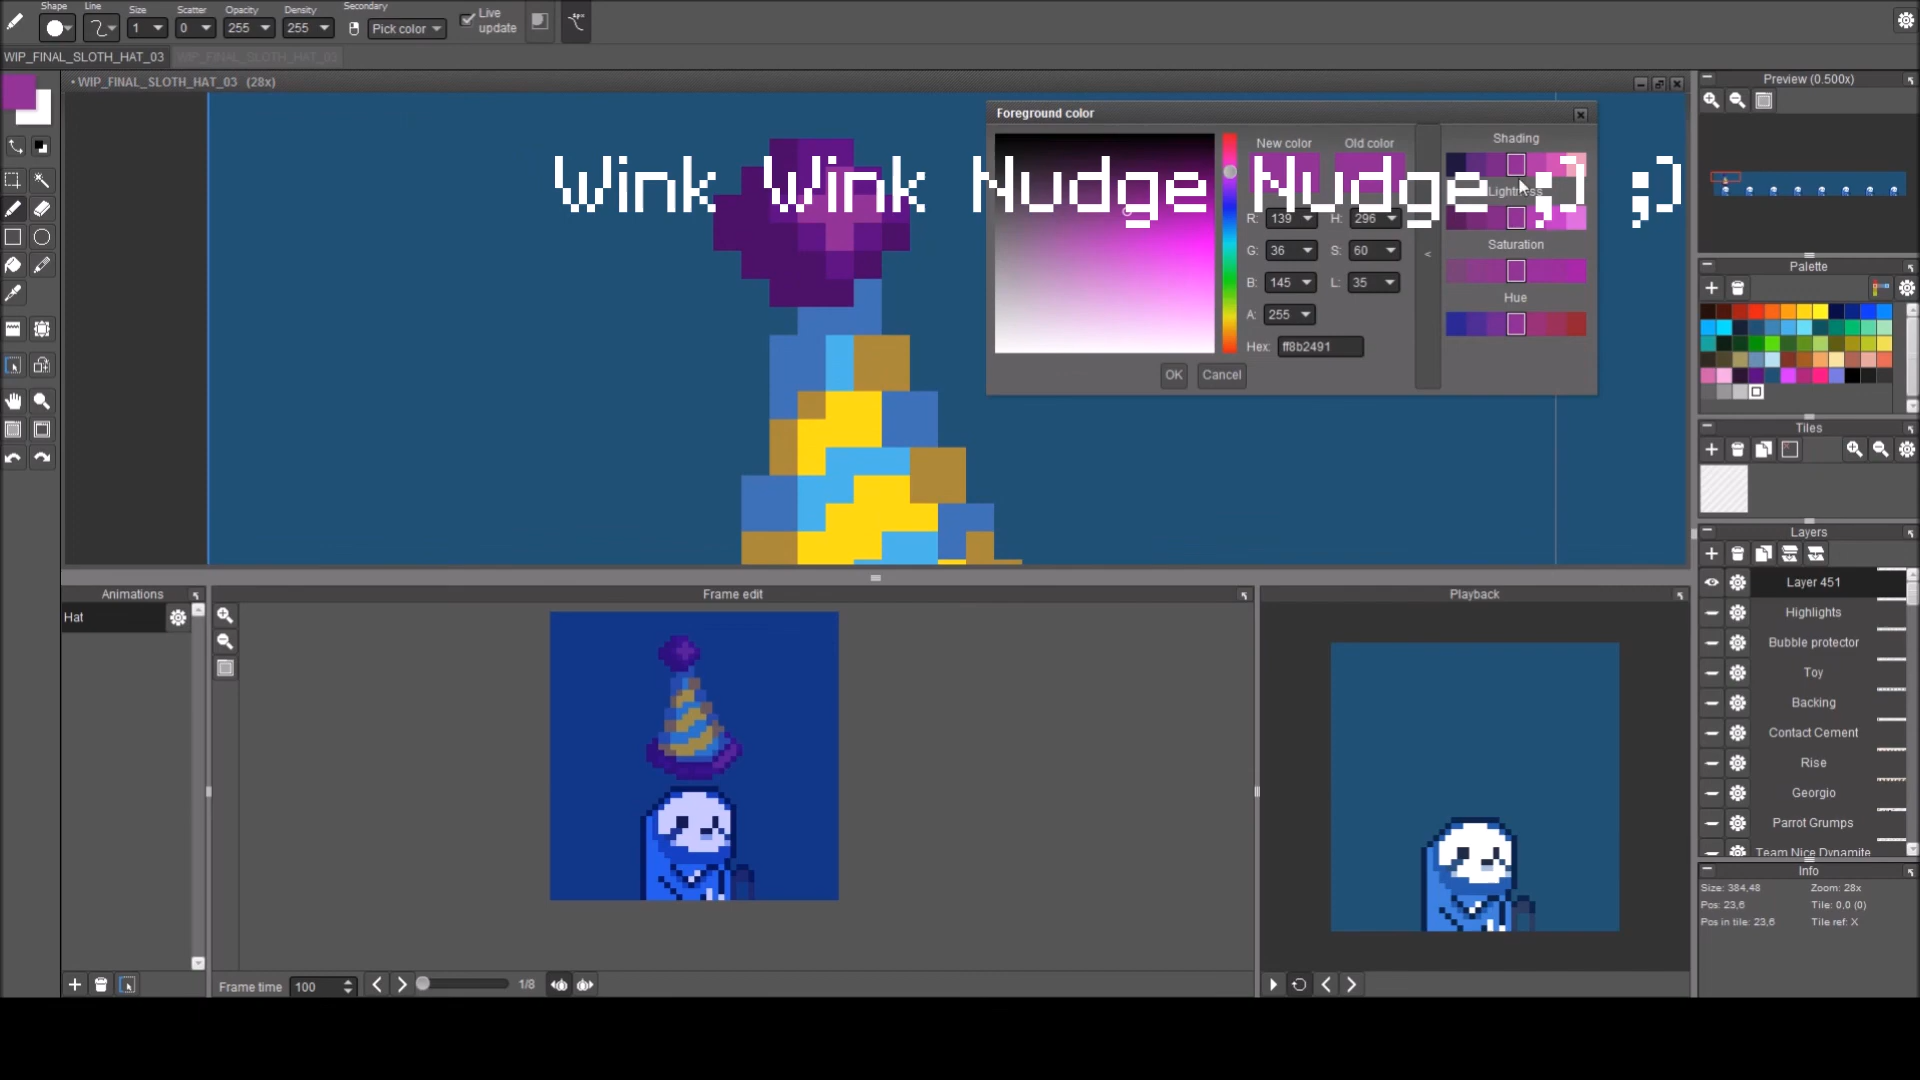 Shape
Line
Size
Scatter
Opacity
Density
Secondary
1
0
255
255
Pick color
Live update
WIP_FINAL_SLOTH_HAT_03
WIP_FINAL_SLOTH_HAT_03
• WIP_FINAL_SLOTH_HAT_03 (28x)
Wink Wink Nudge Nudge ;) ;)
Foreground color
New color
Old color
R: 139
H: 296
G: 36
S: 60
B: 145
L: 35
A: 255
Hex: ff8b2491
OK
Cancel
<
Shading
Lightness
Saturation
Hue
Preview (0.500x)
Palette
Tiles
Layers
Layer 451
Highlights
Bubble protector
Toy
Backing
Contact Cement
Rise
Georgio
Parrot Grumps
Team Nice Dynamite
Info
Size: 384,48
Zoom: 28x
Pos: 23,6
Tile: 0,0 (0)
Pos in tile: 23,6
Tile ref: X
Animations
Hat
Frame edit
Frame time
100
1/8
Playback